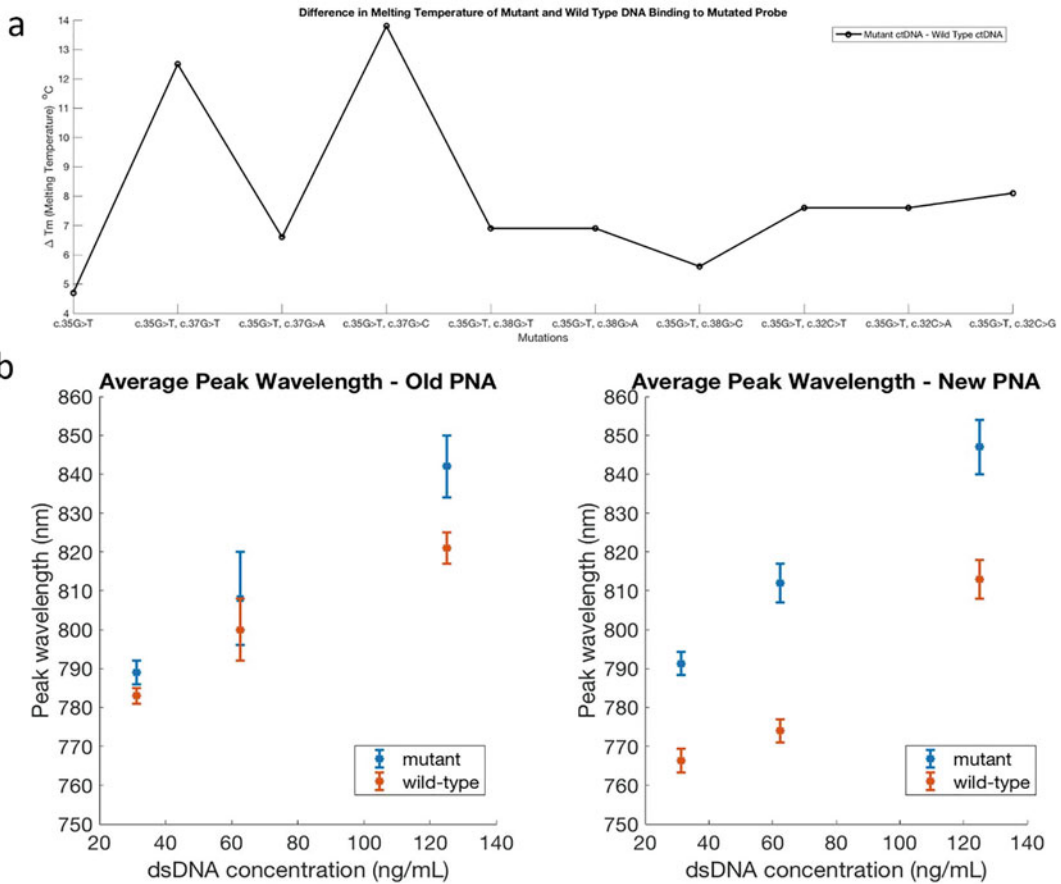 a
Difference in Melting Temperature of Mutant and Wild Type DNA Binding to Mutated Probe
Mutant ctDNA - Wild Type ctDNA
Δ Tm (Melting Temperature) ⁰C
14
13
12
11
10
9
8
7
6
5
4
c.35G>T
c.35G>T, c.37G>T
c.35G>T, c.37G>A
c.35G>T, c.37G>C
c.35G>T, c.38G>T
c.35G>T, c.38G>A
c.35G>T, c.38G>C
c.35G>T, c.32C>T
c.35G>T, c.32C>A
c.35G>T, c.32C>G
Mutations
b
Average Peak Wavelength - Old PNA
Peak wavelength (nm)
860
850
840
830
820
810
800
790
780
770
760
750
mutant
wild-type
20 40 60 80 100 120 140
dsDNA concentration (ng/mL)
Average Peak Wavelength - New PNA
Peak wavelength (nm)
860
850
840
830
820
810
800
790
780
770
760
750
mutant
wild-type
20 40 60 80 100 120 140
dsDNA concentration (ng/mL)